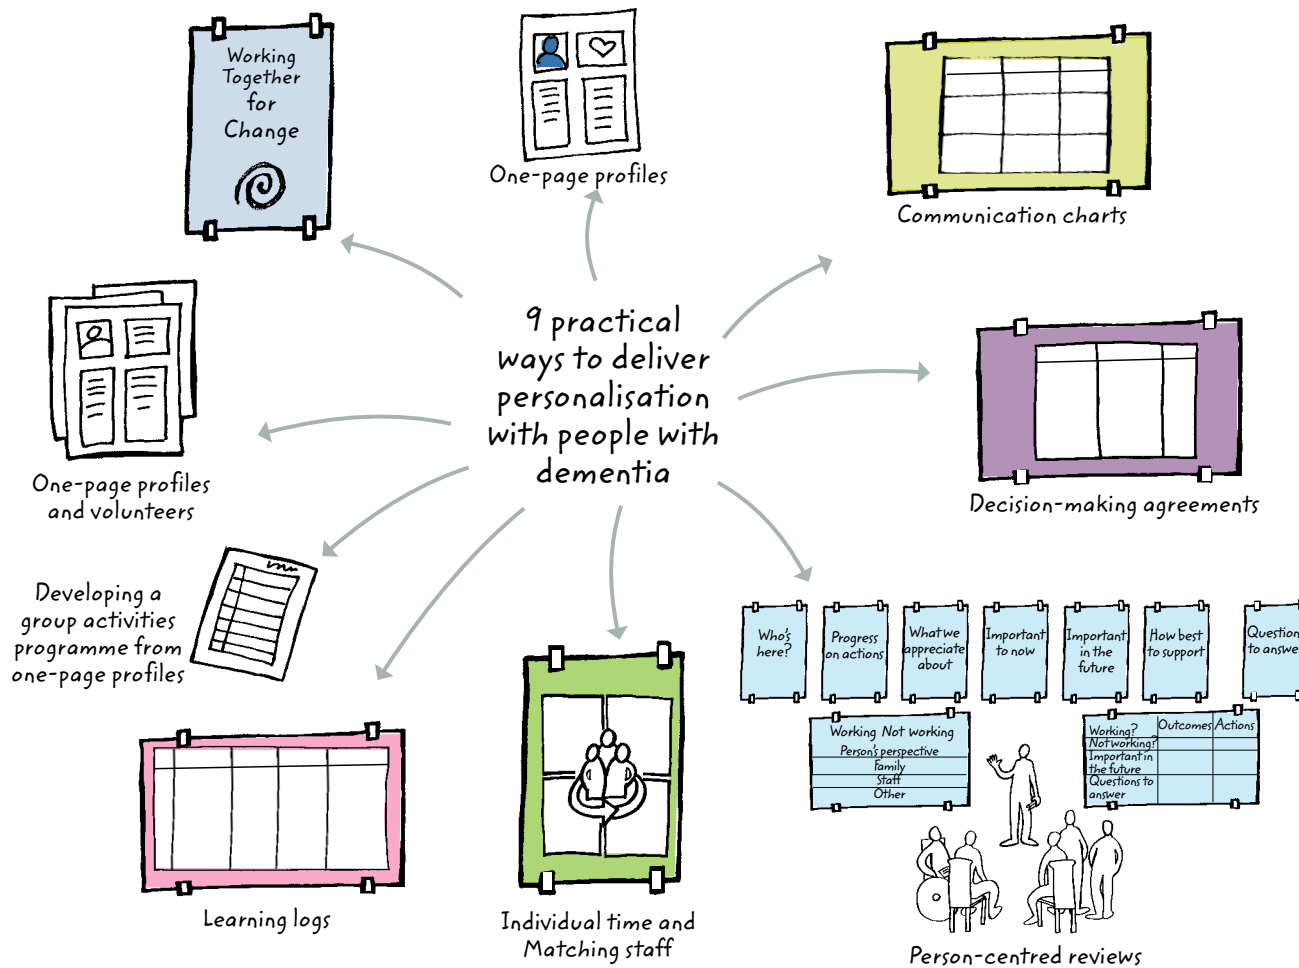 Working
Together
for
Change
One-page profiles
Communication charts
9 practical
ways to deliver
personalisation
with people with
dementia
One-page profiles
and volunteers
Decision-making agreements
Developing a
group activities
programme from
one-page profiles
Who's
here?
Progress
on actions
What we
appreciate
about
Important
to now
Important
in the
future
How best
to support
Question
to answe
Working Not working
Person's perspective
Family
Staff
Other
Outcomes Actions
Working?
Not working?
Important in
the future
Questions to
answer
Learning logs
Individual time and
Matching staff
Person-centred reviews